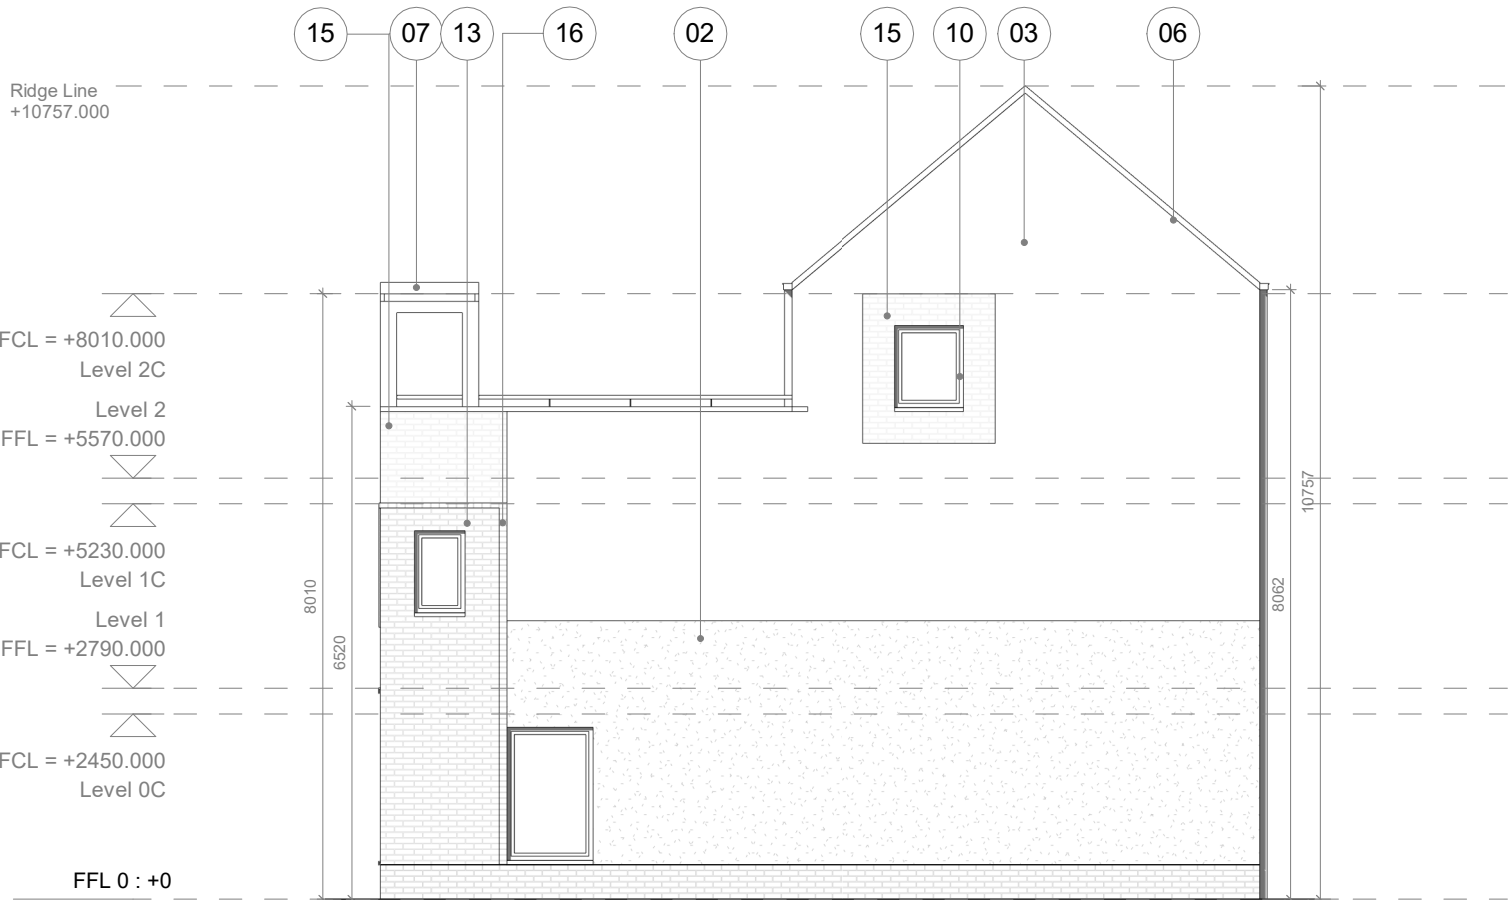 15
07
13
16
02
15
10
03
06
Ridge Line
+10757.000
FCL = +8010.000
Level 2C
Level 2
FFL = +5570.000
FCL = +5230.000
Level 1C
Level 1
FFL = +2790.000
FCL = +2450.000
Level 0C
FFL 0 : +0
8010
6520
8062
10757